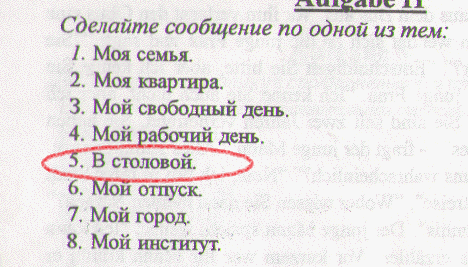 Aufgabe II
Сделайте сообщение по одной из тем:
1. Моя семья.
2. Моя квартира.
3. Мой свободный день.
4. Мой рабочий день.
5. В столовой.
6. Мой отпуск.
7. Мой город.
8. Мой институт.